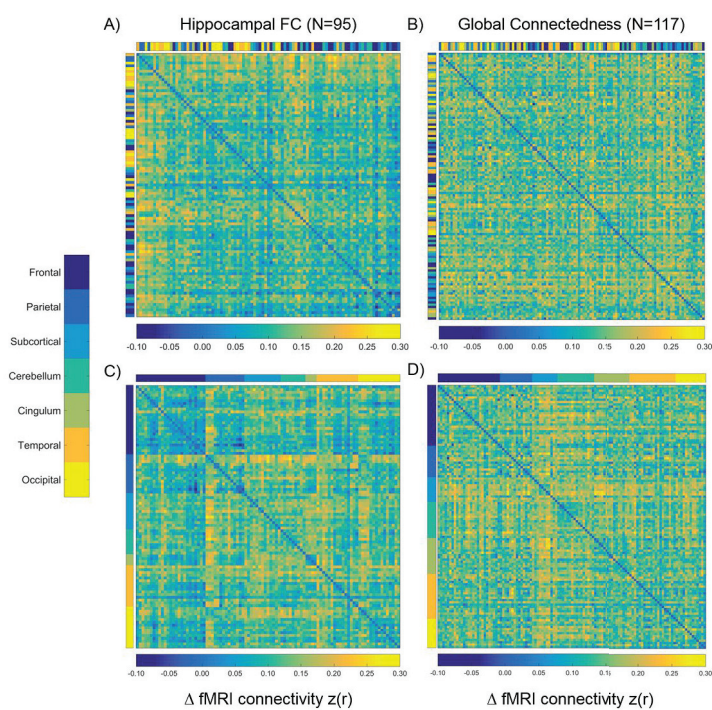 A) Hippocampal FC (N=95)
B) Global Connectedness (N=117)
-0.10 -0.05 0.00 0.05 0.10 0.15 0.20 0.25 0.30
-0.10 -0.05 0.00 0.05 0.10 0.15 0.20 0.25 0.30
Frontal
Parietal
Subcortical
Cerebellum
Cingulum
Temporal
Occipital
C)
D)
-0.10 -0.05 0.00 0.05 0.10 0.15 0.20 0.25 0.30
-0.10 -0.05 0.00 0.05 0.10 0.15 0.20 0.25 0.30
Δ fMRI connectivity z(r)
Δ fMRI connectivity z(r)